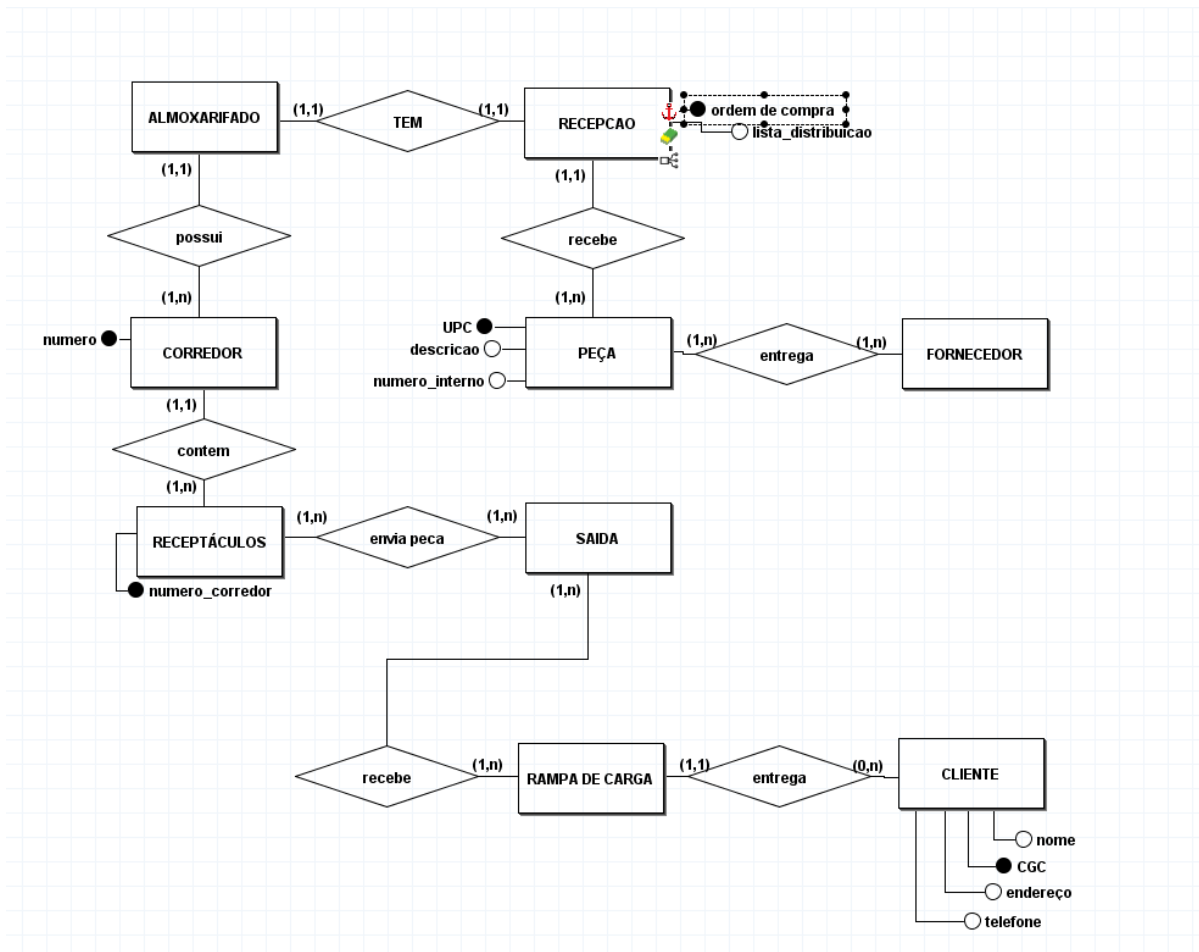 ALMOXARIFADO
(1,1)
TEM
(1,1)
RECEPCAO
ordem de compra
lista_distribuicao
(1,1)
possui
(1,n)
(1,1)
recebe
(1,n)
numero
CORREDOR
UPC
descricao
numero_interno
PEÇA
(1,n)
entrega
(1,n)
FORNECEDOR
(1,1)
contem
(1,n)
RECEPTÁCULOS
numero_corredor
(1,n)
envia peca
(1,n)
SAIDA
(1,n)
recebe
(1,n)
RAMPA DE CARGA
(1,1)
entrega
(0,n)
CLIENTE
nome
CGC
endereço
telefone